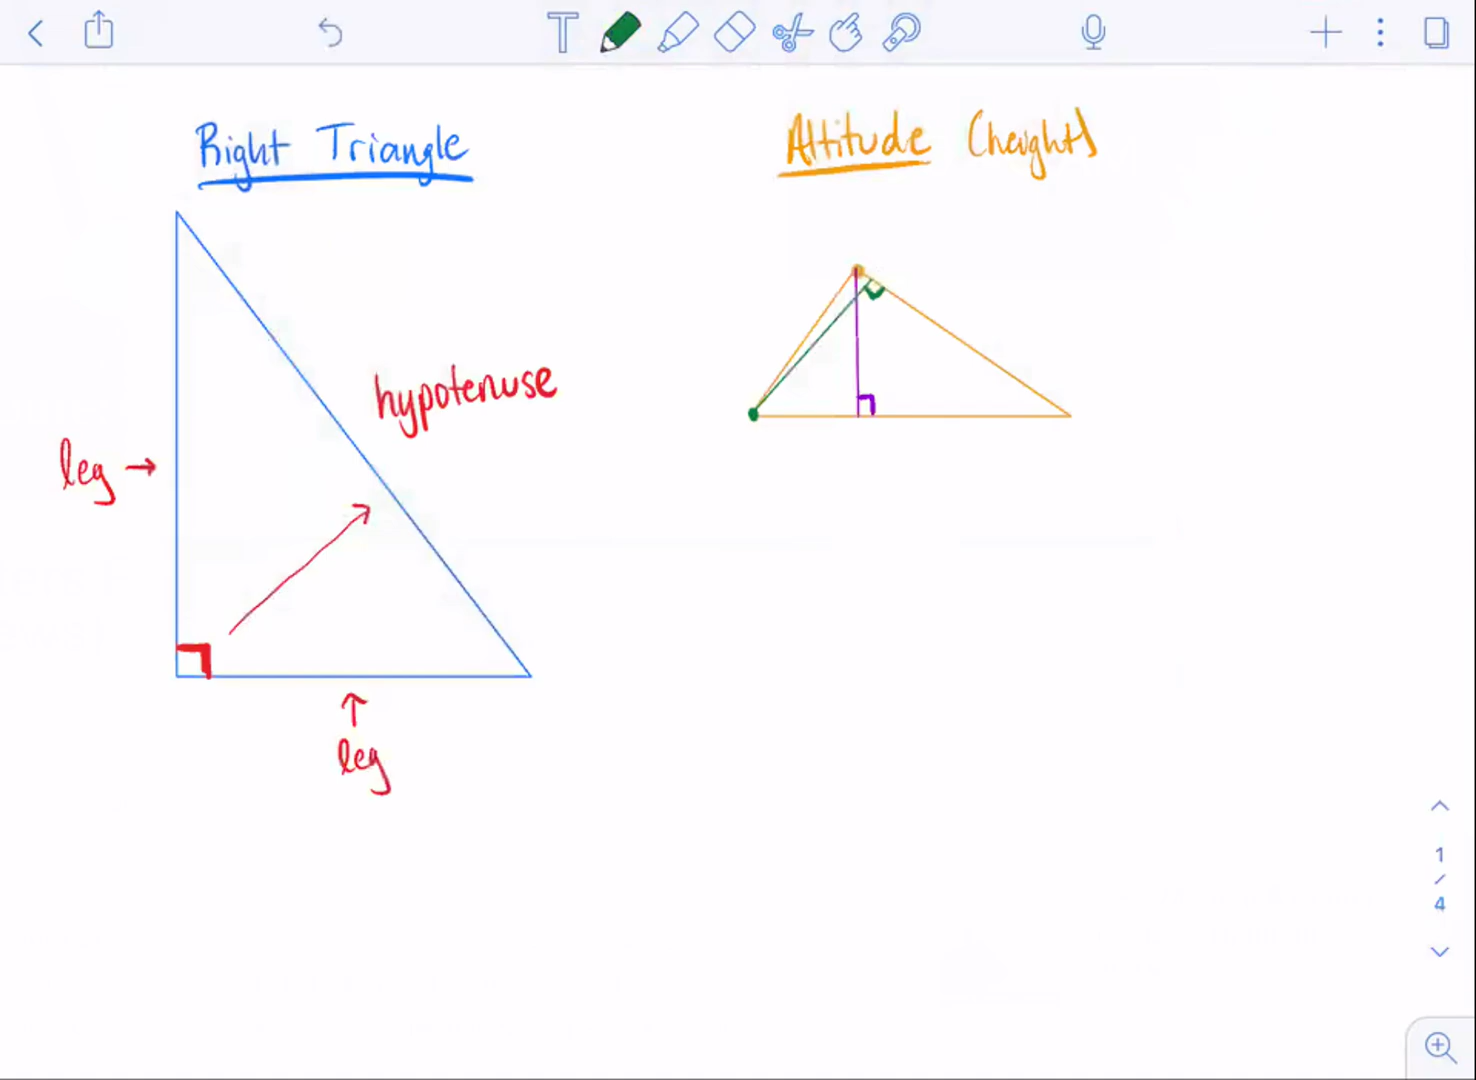 Right Triangle
Altitude (height)
hypotenuse
leg →
↑
leg
1
/
4